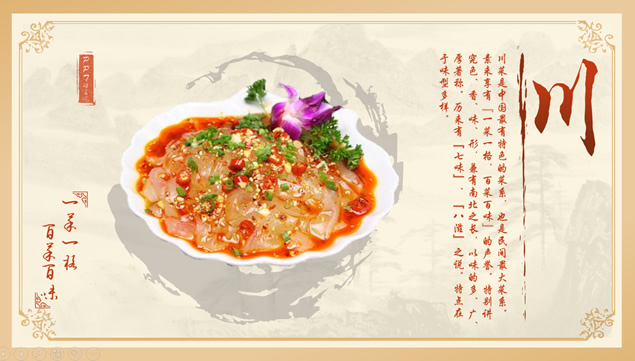 川
川菜是中国最有特色的菜系,也是民间最大菜系,
素来享有「一菜一格,百菜百味」的声誉。特别讲
究色、香、味、形,兼有南北之长,以味的多、广、
厚著称。历来有「七味」、「八滋」之说,特点在
于味型多样。
一菜一格
百菜百味